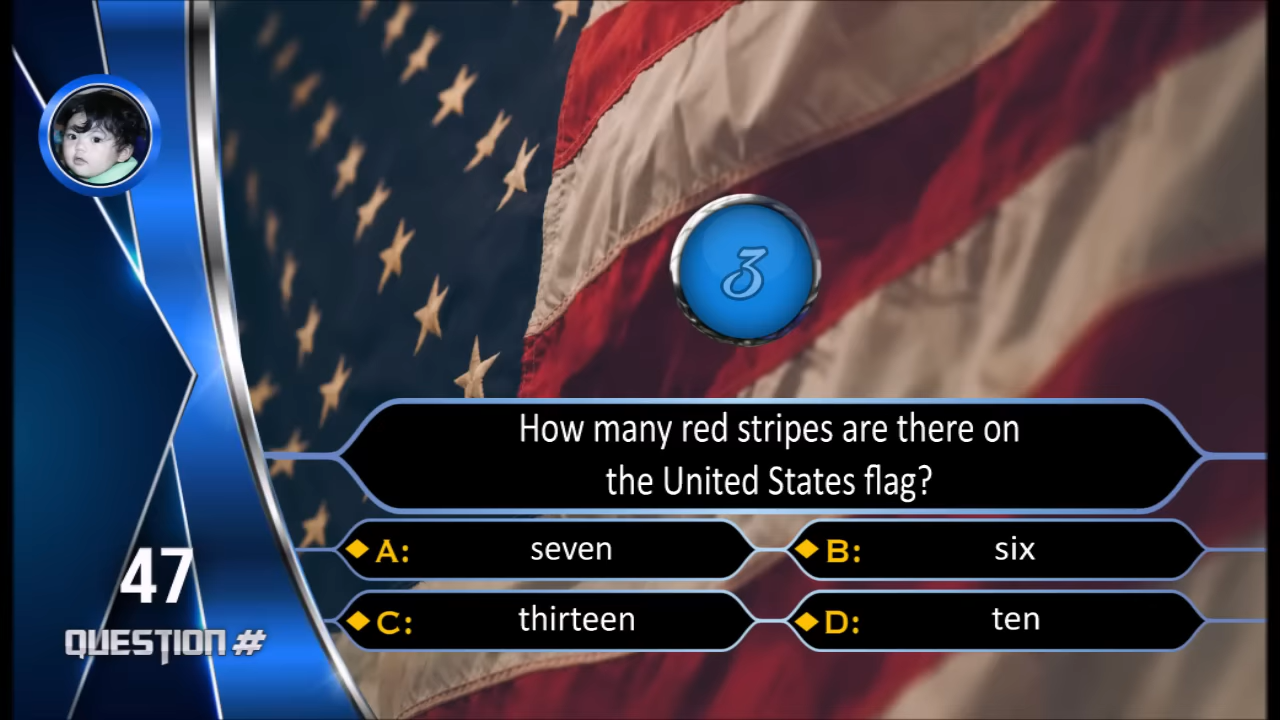 3
How many red stripes are there on
the United States flag?
A: seven
B: six
C: thirteen
D: ten
47
QUESTION #